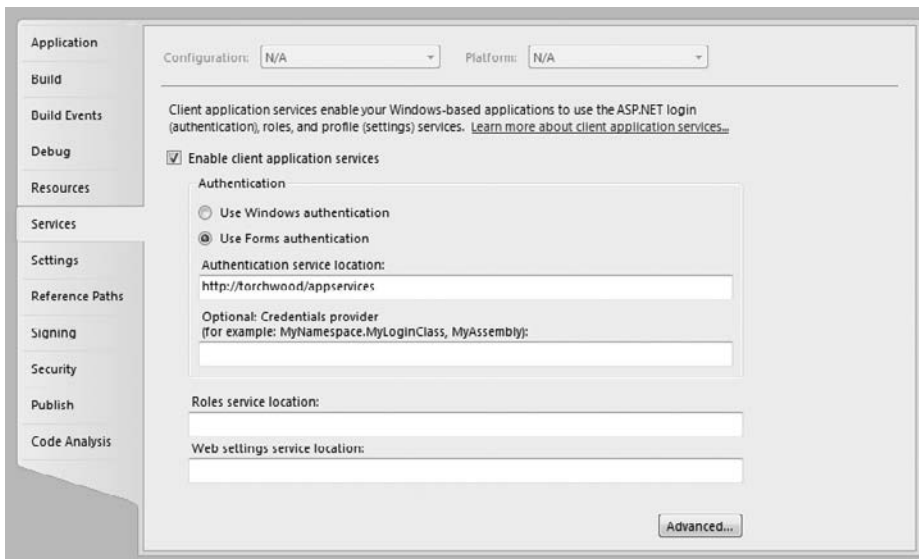 Application
Build
Build Events
Debug
Resources
Services
Settings
Reference Paths
Signing
Security
Publish
Code Analysis
Configuration: N/A Platform: N/A
Client application services enable your Windows-based applications to use the ASP.NET login
(authentication), roles, and profile (settings) services. Learn more about client application services...
Enable client application services
Authentication
Use Windows authentication
Use Forms authentication
Authentication service location:
http://torchwood/appservices
Optional: Credentials provider
(for example: MyNamespace.MyLoginClass, MyAssembly):
Roles service location:
Web settings service location:
Advanced...